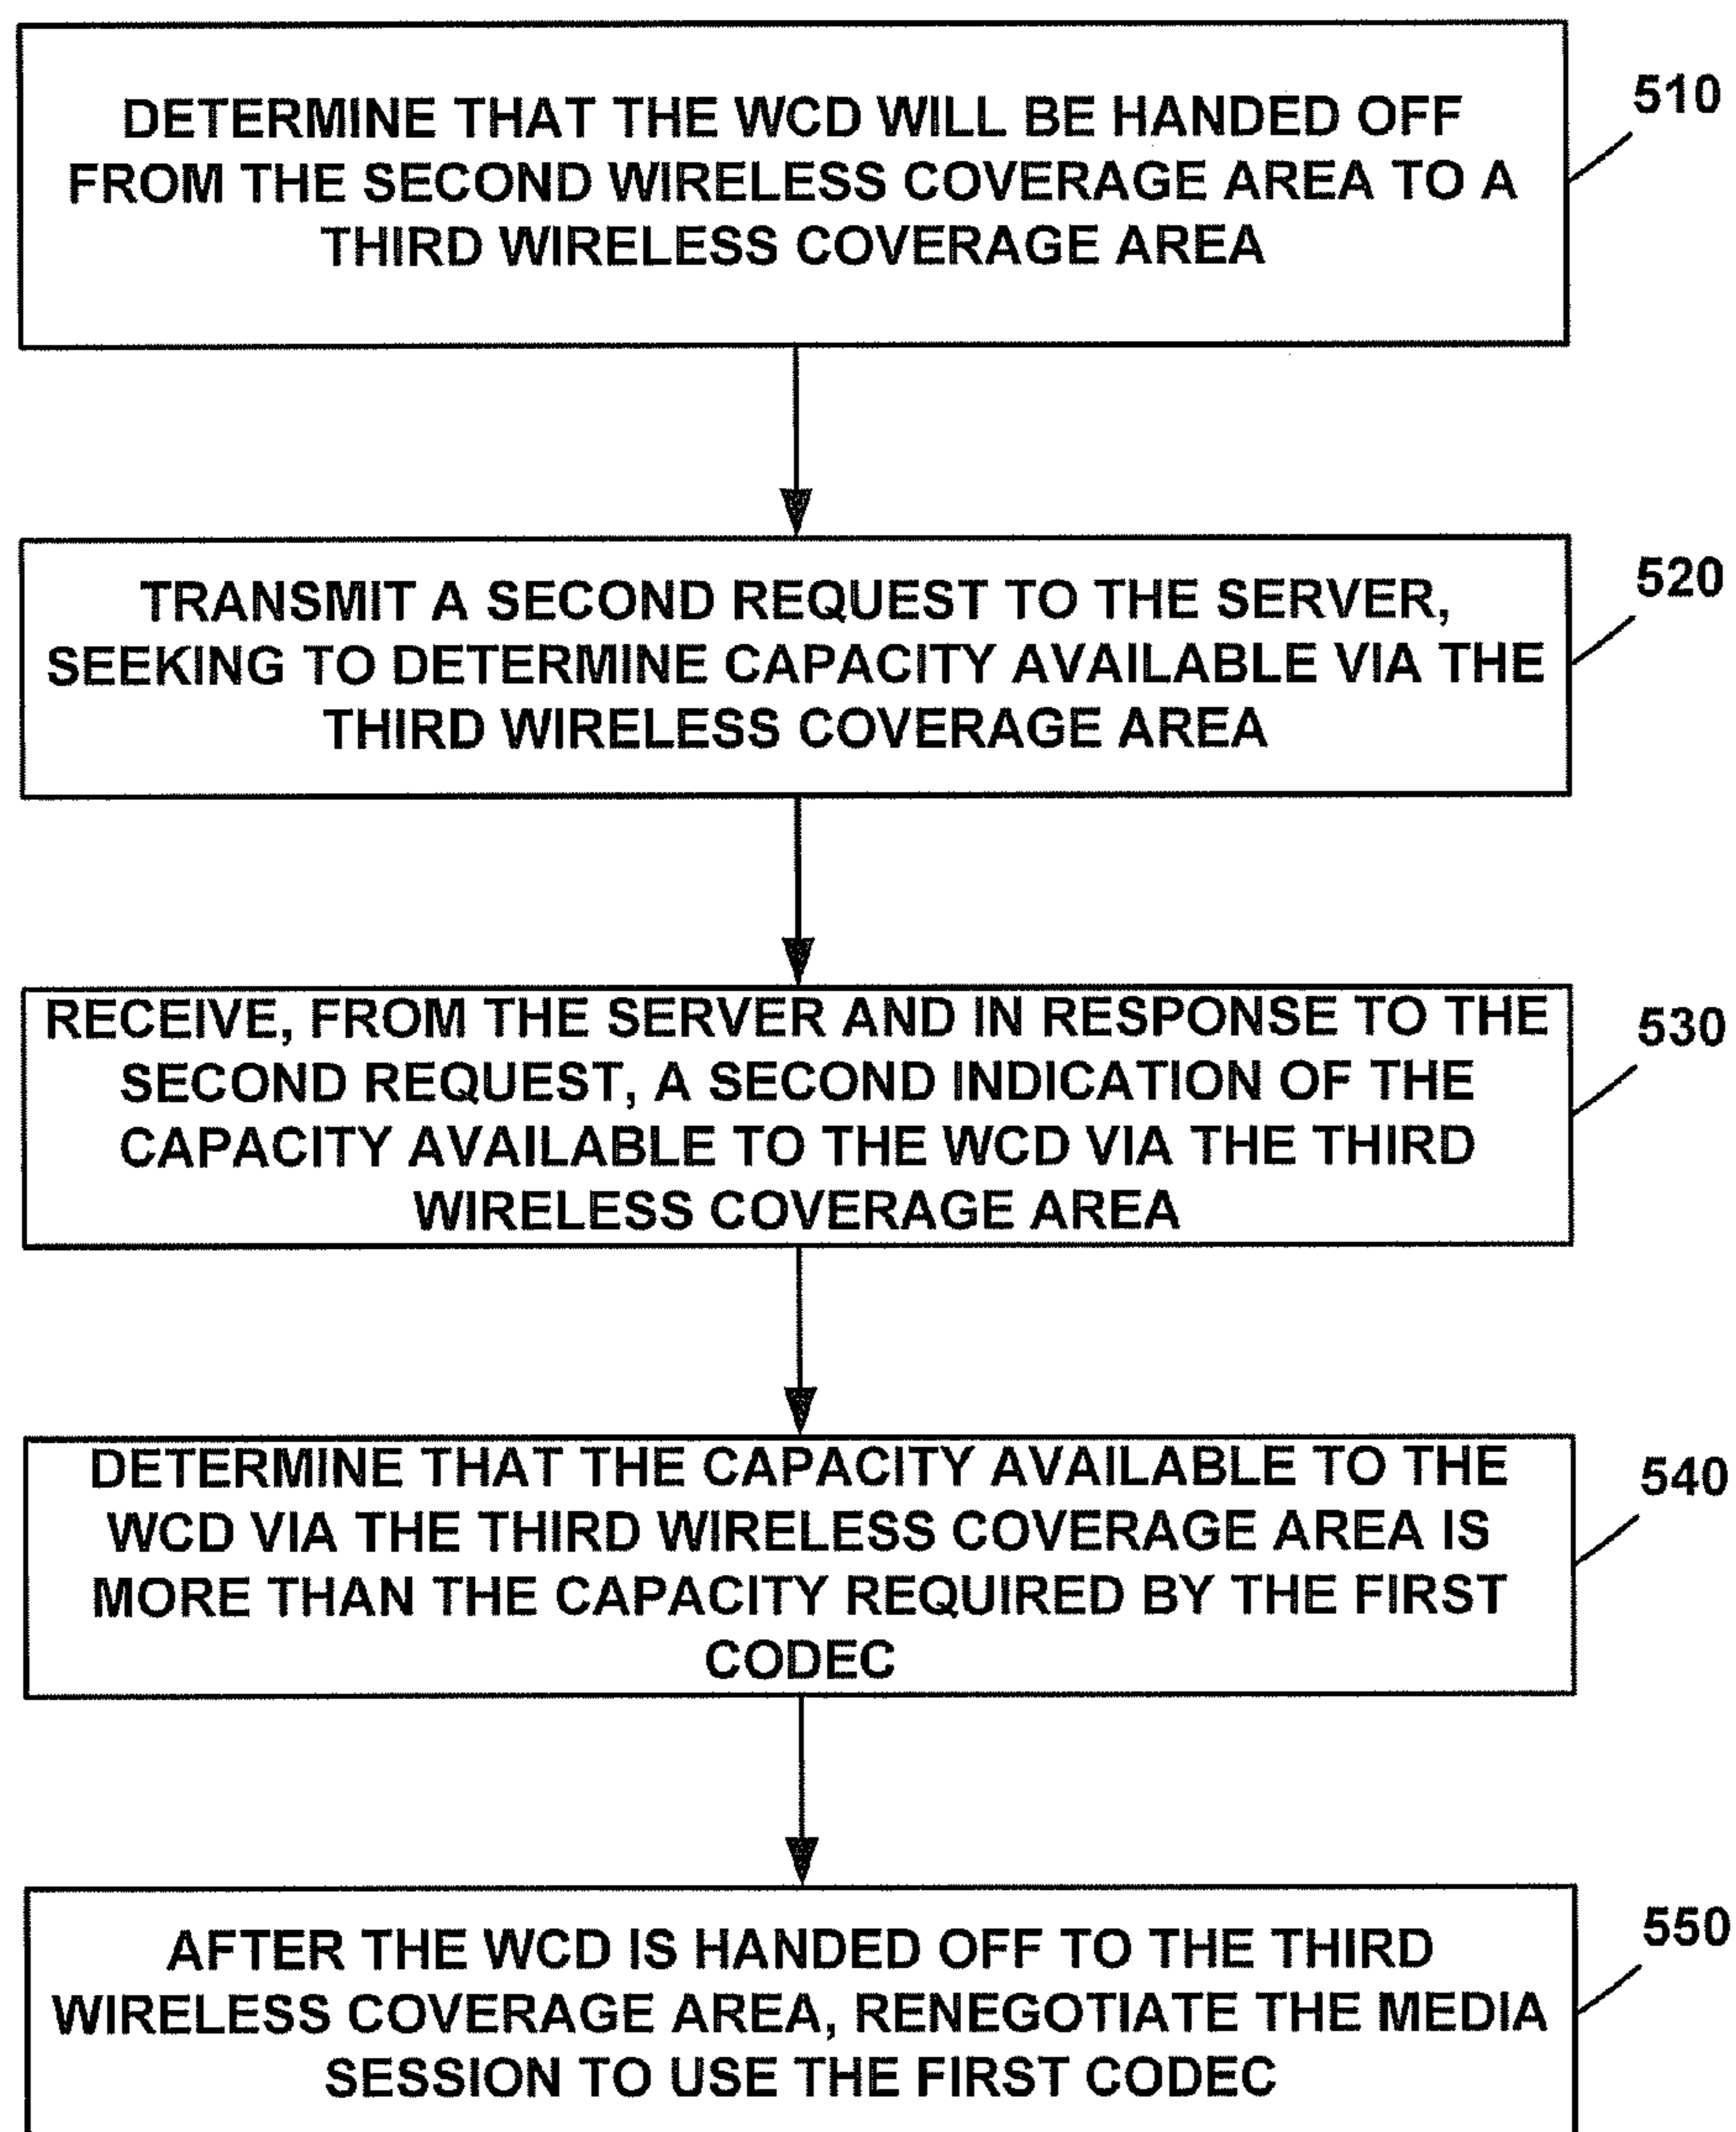 DETERMINE THAT THE WCD WILL BE HANDED OFF
FROM THE SECOND WIRELESS COVERAGE AREA TO A
THIRD WIRELESS COVERAGE AREA
510
TRANSMIT A SECOND REQUEST TO THE SERVER,
SEEKING TO DETERMINE CAPACITY AVAILABLE VIA THE
THIRD WIRELESS COVERAGE AREA
520
RECEIVE, FROM THE SERVER AND IN RESPONSE TO THE
SECOND REQUEST, A SECOND INDICATION OF THE
CAPACITY AVAILABLE TO THE WCD VIA THE THIRD
WIRELESS COVERAGE AREA
530
DETERMINE THAT THE CAPACITY AVAILABLE TO THE
WCD VIA THE THIRD WIRELESS COVERAGE AREA IS
MORE THAN THE CAPACITY REQUIRED BY THE FIRST
CODEC
540
AFTER THE WCD IS HANDED OFF TO THE THIRD
WIRELESS COVERAGE AREA, RENEGOTIATE THE MEDIA
SESSION TO USE THE FIRST CODEC
550